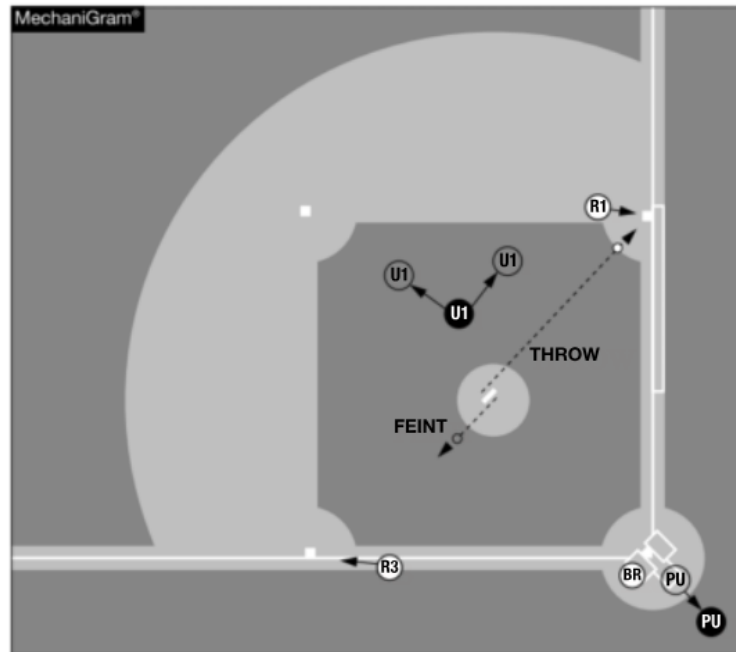 MechaniGram®
R1
U1
U1
U1
THROW
FEINT
R3
BR
PU
PU